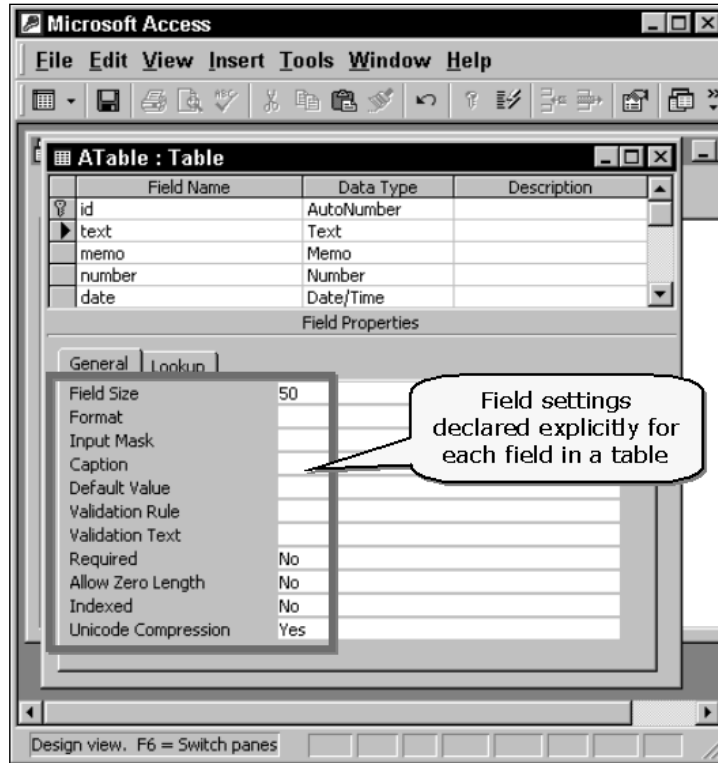 Microsoft Access
File Edit View Insert Tools Window Help
ATable : Table
Field Name Data Type Description
id AutoNumber
text Text
memo Memo
number Number
date Date/Time
Field Properties
General Lookup
Field Size 50
Format
Input Mask
Caption
Default Value
Validation Rule
Validation Text
Required No
Allow Zero Length No
Indexed No
Unicode Compression Yes
Field settings
declared explicitly for
each field in a table
Design view. F6 = Switch panes